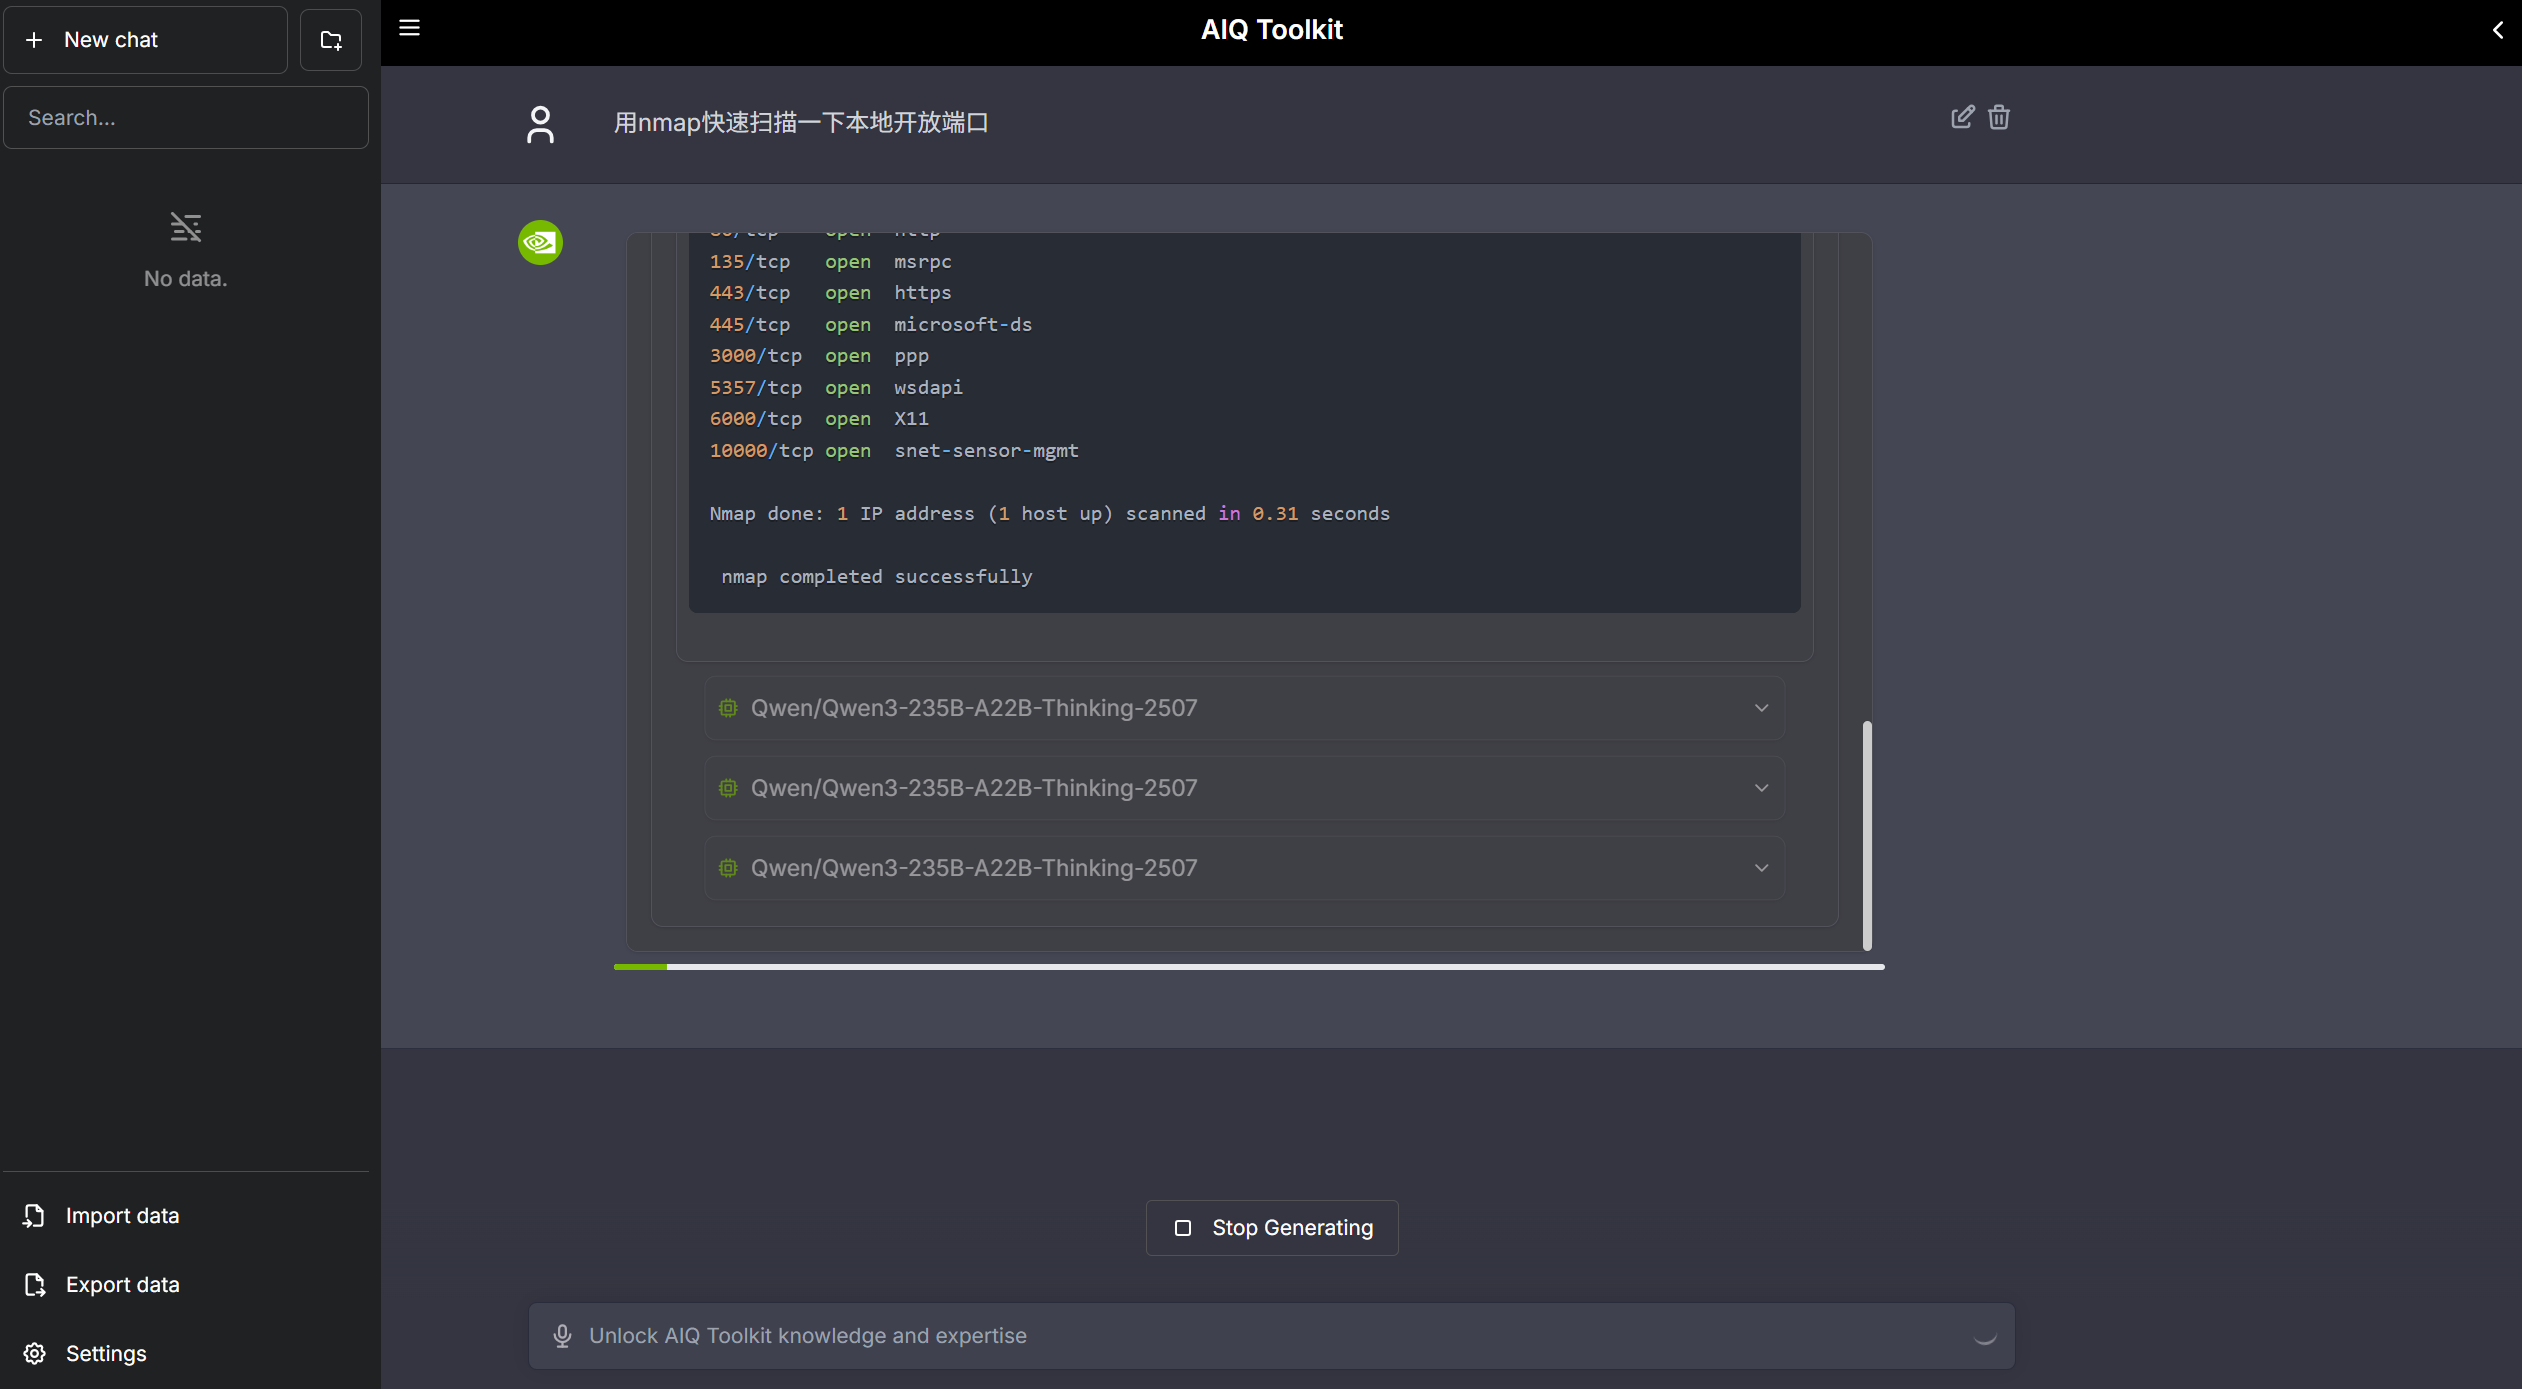 New chat
Search...
No data.
Import data
Export data
Settings
AIQ Toolkit
用nmap快速扫描一下本地开放端口
80/tcp open http
135/tcp open msrpc
443/tcp open https
445/tcp open microsoft-ds
3000/tcp open ppp
5357/tcp open wsdapi
6000/tcp open X11
10000/tcp open snet-sensor-mgmt
Nmap done: 1 IP address (1 host up) scanned in 0.31 seconds
nmap completed successfully
Qwen/Qwen3-235B-A22B-Thinking-2507
Qwen/Qwen3-235B-A22B-Thinking-2507
Qwen/Qwen3-235B-A22B-Thinking-2507
Stop Generating
Unlock AIQ Toolkit knowledge and expertise